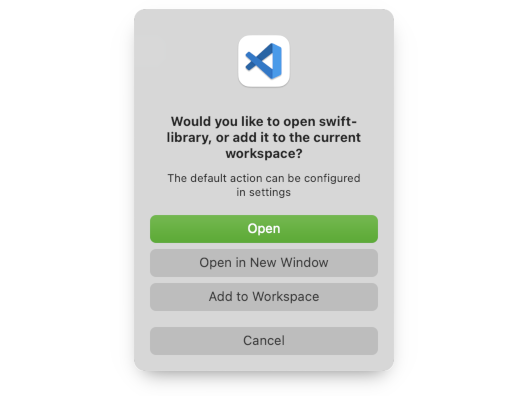 Would you like to open swift-
library, or add it to the current
workspace?
The default action can be configured
in settings
Open
Open in New Window
Add to Workspace
Cancel